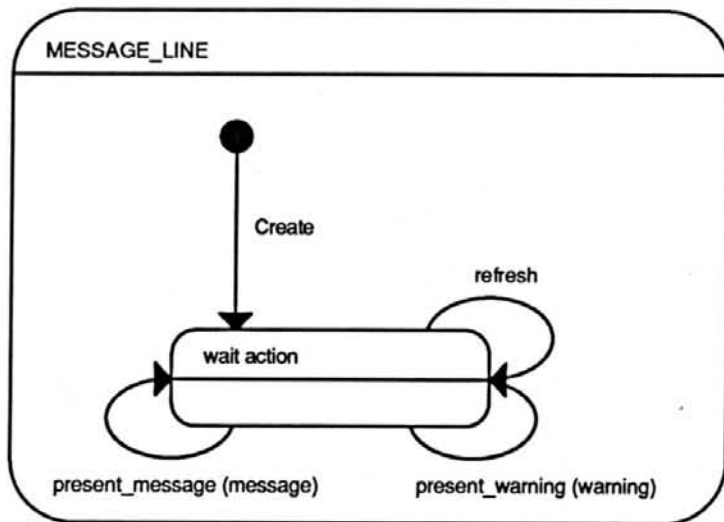 MESSAGE_LINE
Create
refresh
wait action
present_message (message)
present_warning (warning)